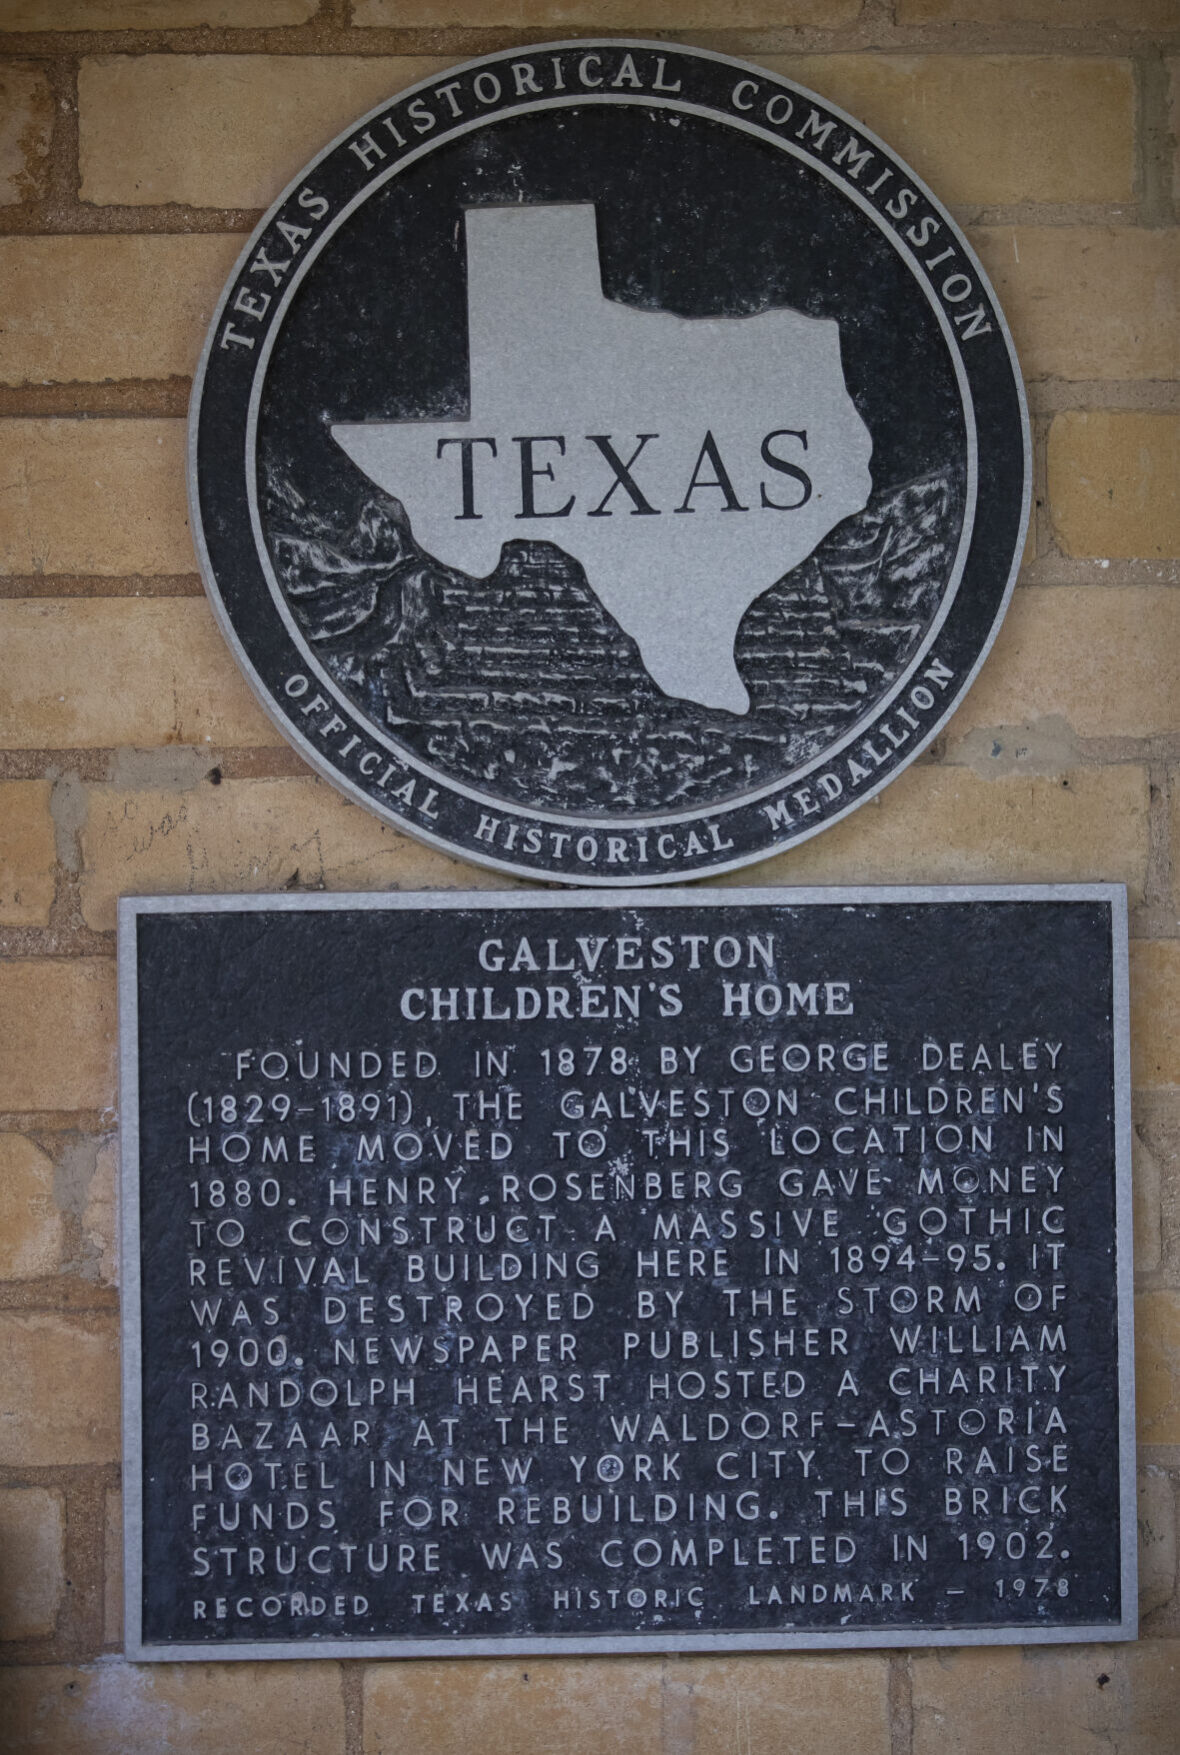 TEXAS HISTORICAL COMMISSION
TEXAS
OFFICIAL HISTORICAL MEDALLION
GALVESTON
CHILDREN'S HOME
FOUNDED IN 1878 BY GEORGE DEALEY
(1829-1891), THE GALVESTON CHILDREN'S
HOME MOVED TO THIS LOCATION IN
1880. HENRY ROSENBERG GAVE MONEY
TO CONSTRUCT A MASSIVE GOTHIC
REVIVAL BUILDING HERE IN 1894-95. IT
WAS DESTROYED BY THE STORM OF
1900. NEWSPAPER PUBLISHER WILLIAM
RANDOLPH HEARST HOSTED A CHARITY
BAZAAR AT THE WALDORF-ASTORIA
HOTEL IN NEW YORK CITY TO RAISE
FUNDS FOR REBUILDING. THIS BRICK
STRUCTURE WAS COMPLETED IN 1902.
RECORDED TEXAS HISTORIC LANDMARK - 1978